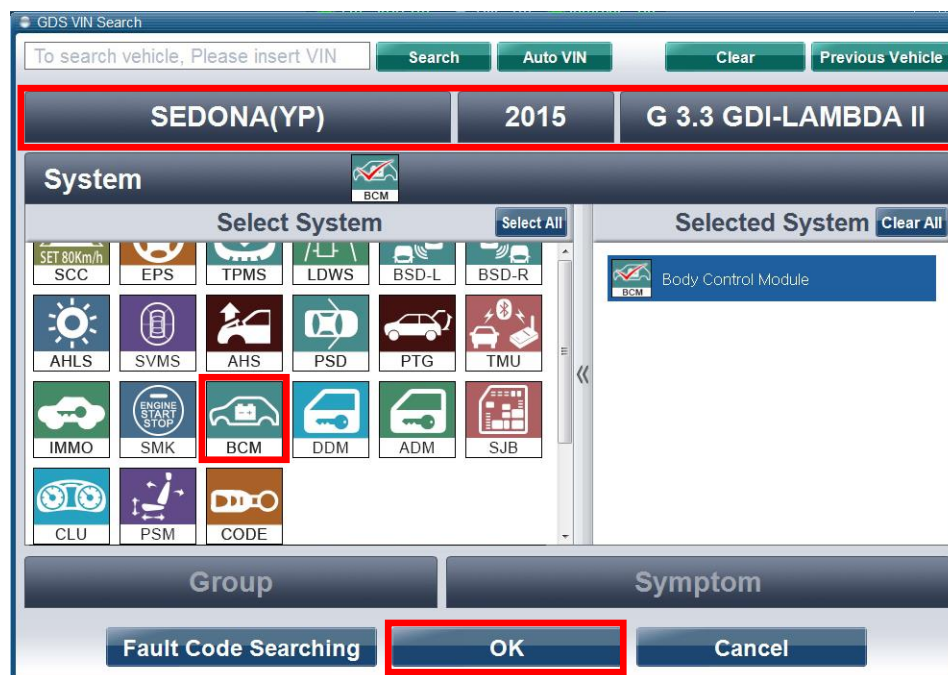 GDS VIN Search
To search vehicle, Please insert VIN Search Auto VIN Clear Previous Vehicle
SEDONA(YP) 2015 G 3.3 GDI-LAMBDA II
System BCM
Select System Select All Selected System Clear All
SET 80Km/h
SCC EPS TPMS LDWS BSD-L BSD-R
BCM Body Control Module
AHLS SVMS AHS PSD PTG TMU
ENGINE
START
STOP
IMMO SMK BCM DDM ADM SJB
CLU PSM CODE
Group Symptom
Fault Code Searching OK Cancel